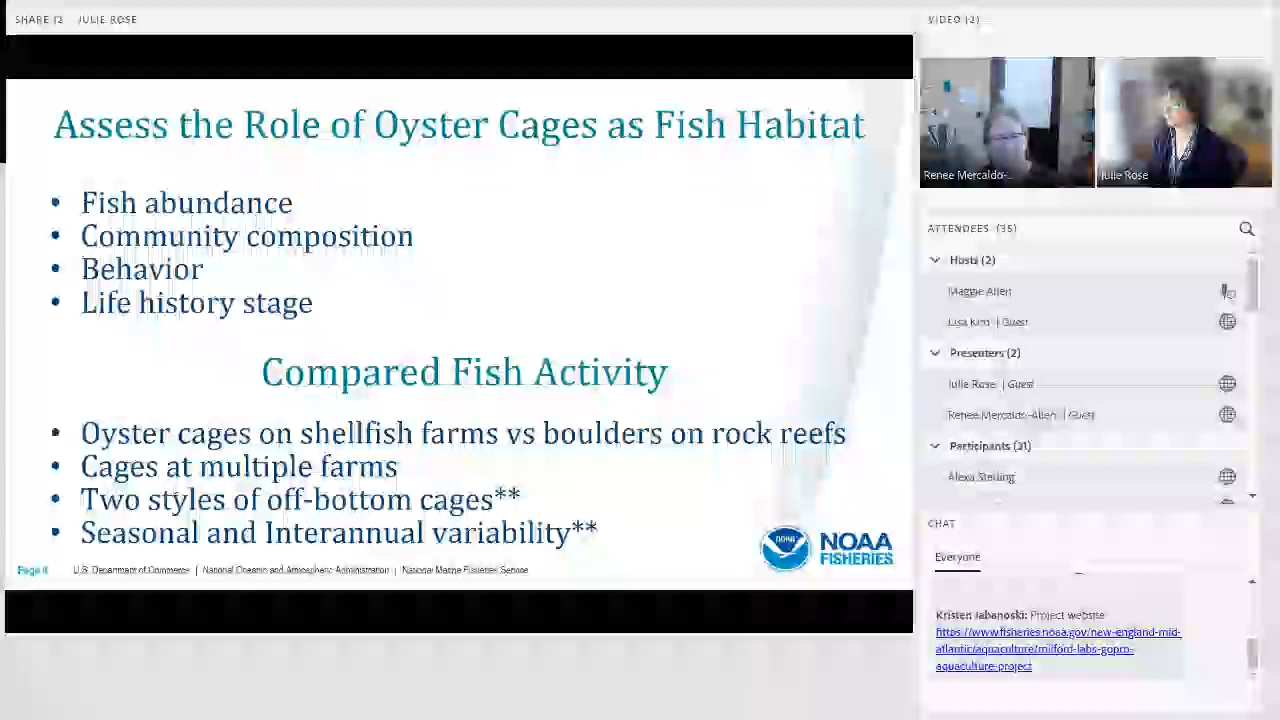 SHARE (2 JULIE ROSE
Assess the Role of Oyster Cages as Fish Habitat
• Fish abundance
• Community composition
• Behavior
• Life history stage
Compared Fish Activity
• Oyster cages on shellfish farms vs boulders on rock reefs
• Cages at multiple farms
• Two styles of off-bottom cages**
• Seasonal and Interannual variability**
NOAA
NOAA
FISHERIES
U.S. Department of Commerce | National Oceanic and Atmospheric Administration | National Marine Fisheries Service
VIDEO (2)
Renee Mercaldo-...
Julie Rose
ATTENDEES (35)
Hosts (2)
Maggie Allen
Lisa Kim | Guest
Presenters (2)
Julie Rose | Guest
Renee Mercaldo-Allen | Guest
Participants (31)
Alexa Sterling
CHAT
Everyone
Kristen Jabanoski: Project website
https://www.fisheries.noaa.gov/new-england-mid-
atlantic/aquaculture/milford-labs-gopro-
aquaculture-project